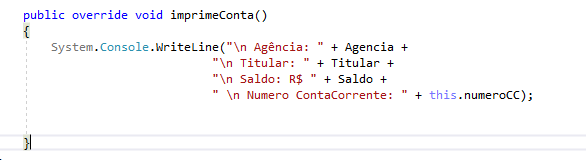 public override void imprimeConta()
{
System.Console.WriteLine("\n Agência: " + Agencia +
"\n Titular: " + Titular +
"\n Saldo: R$ " + Saldo +
" \n Numero ContaCorrente: " + this.numeroCC);
}